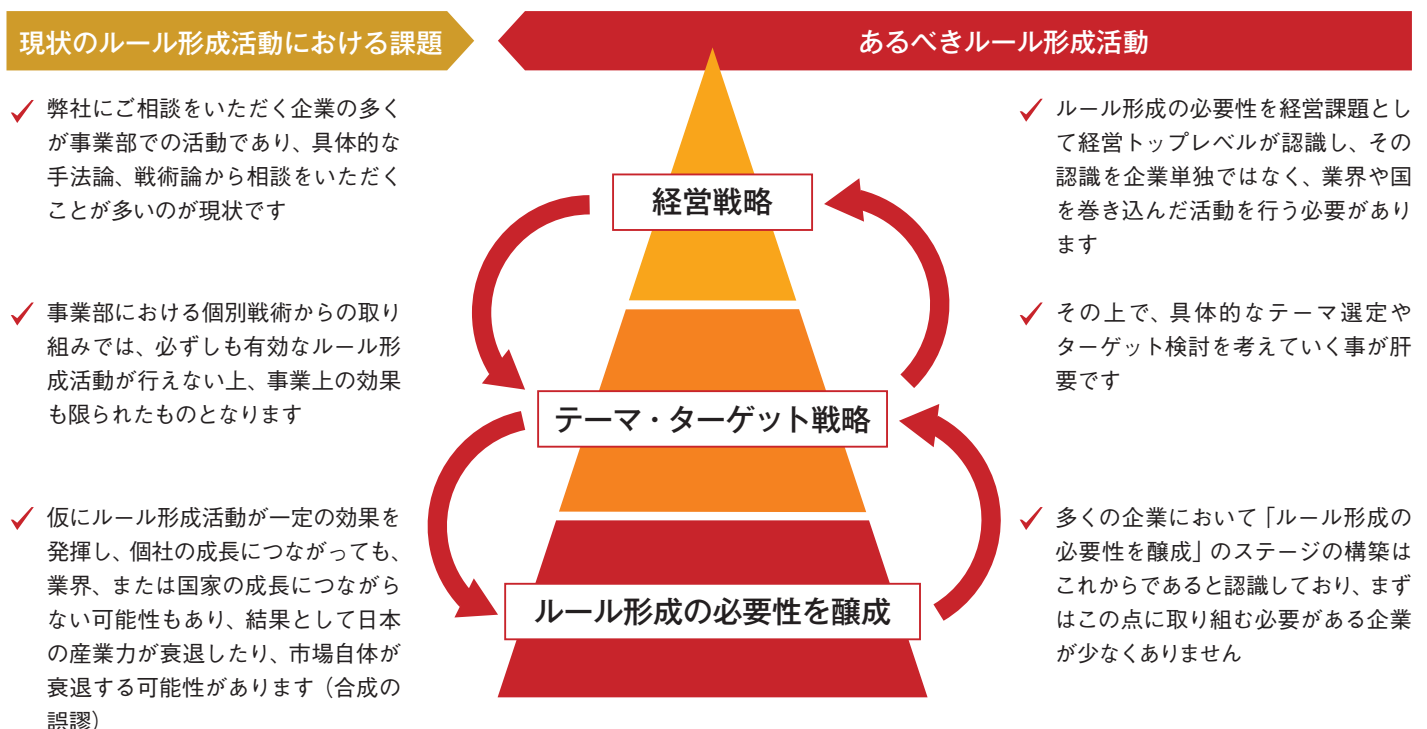 現状のルール形成活動における課題
弊社にご相談をいただく企業の多く
が事業部での活動であり、具体的な
手法論、戦術論から相談をいただく
ことが多いのが現状です
事業部における個別戦術からの取り
組みでは、必ずしも有効なルール形
成活動が行えない上、事業上の効果
も限られたものとなります
仮にルール形成活動が一定の効果を
発揮し、個社の成長につながっても、
業界、または国家の成長につながら
ない可能性もあり、結果として日本
の産業力が衰退したり、市場自体が
衰退する可能性があります（合成の
誤謬）
あるべきルール形成活動
経営戦略
テーマ・ターゲット戦略
ルール形成の必要性を醸成
ルール形成の必要性を経営課題とし
て経営トップレベルが認識し、その
認識を企業単独ではなく、業界や国
を巻き込んだ活動を行う必要があり
ます
その上で、具体的なテーマ選定や
ターゲット検討を考えていく事が肝
要です
多くの企業において「ルール形成の
必要性を醸成」のステージの構築は
これからであると認識しており、まず
はこの点に取り組む必要がある企業
が少なくありません